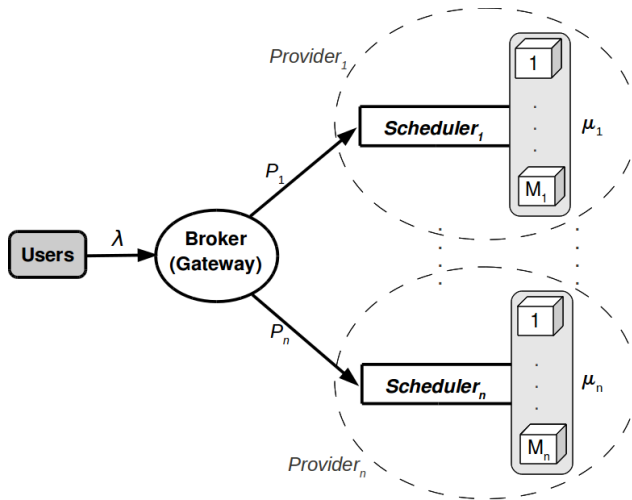 Provider₁
1
Scheduler₁
μ₁
M₁
P₁
Users
λ
Broker
(Gateway)
Pₙ
1
Schedulerₙ
μₙ
Mₙ
Providerₙ